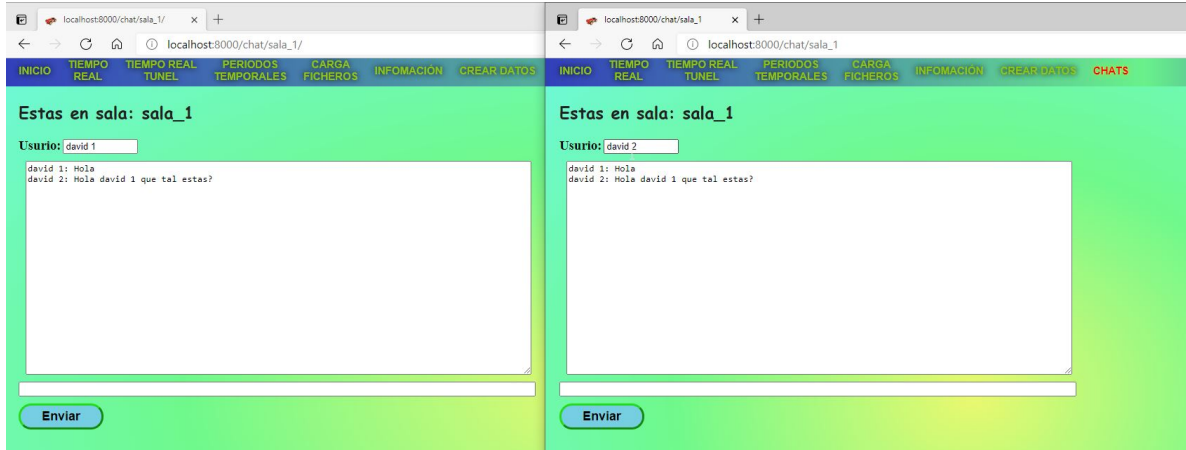 localhost:8000/chat/sala_1/
localhost:8000/chat/sala_1/
INICIO TIEMPO REAL TIEMPO REAL TUNEL PERIODOS TEMPORALES CARGA FICHEROS INFOMACIÓN CREAR DATOS
Estas en sala: sala_1
Usurio: david 1
david 1: Hola
david 2: Hola david 1 que tal estas?
Enviar
localhost:8000/chat/sala_1
localhost:8000/chat/sala_1
INICIO TIEMPO REAL TIEMPO REAL TUNEL PERIODOS TEMPORALES CARGA FICHEROS INFOMACIÓN CREAR DATOS CHATS
Estas en sala: sala_1
Usurio: david 2
david 1: Hola
david 2: Hola david 1 que tal estas?
Enviar